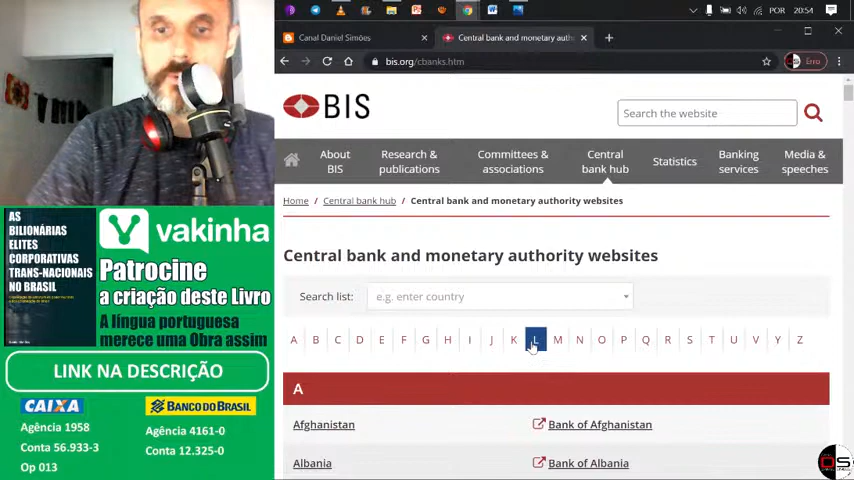 POR
20:54
Canal Daniel Simões
Central bank and monetary auth
bis.org/cbanks.htm
Erro
BIS
Search the website
About BIS
Research & publications
Committees & associations
Central bank hub
Statistics
Banking services
Media & speeches
Home / Central bank hub / Central bank and monetary authority websites
Central bank and monetary authority websites
Search list:
e.g. enter country
A B C D E F G H I J K L M N O P Q R S T U V Y Z
A
Afghanistan
Bank of Afghanistan
Albania
Bank of Albania
AS
BILIONÁRIAS
ELITES
CORPORATIVAS
TRANS-NACIONAIS
NO BRASIL
vakinha
Patrocine
a criação deste Livro
A língua portuguesa
merece uma Obra assim
LINK NA DESCRIÇÃO
CAIXA
Agência 1958
Conta 56.933-3
Op 013
BANCO DO BRASIL
Agência 4161-0
Conta 12.325-0
DS